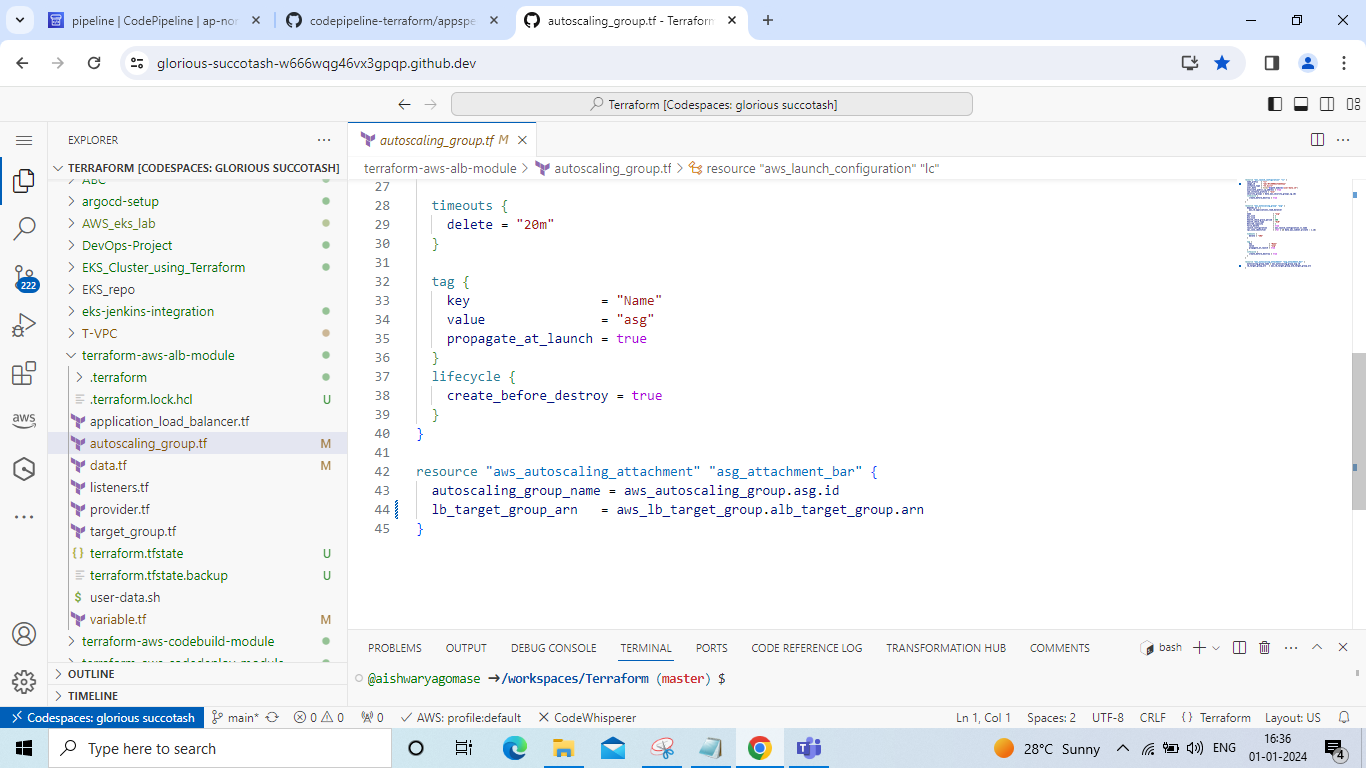 pipeline | CodePipeline | ap-nor
codepipeline-terraform/appspe
autoscaling_group.tf - Terraform
glorious-succotash-w666wqg46vx3gpqp.github.dev
Terraform [Codespaces: glorious succotash]
EXPLORER
TERRAFORM [CODESPACES: GLORIOUS SUCCOTASH]
ABC
argocd-setup
AWS_eks_lab
DevOps-Project
EKS_Cluster_using_Terraform
EKS_repo
eks-jenkins-integration
T-VPC
terraform-aws-alb-module
.terraform
.terraform.lock.hcl U
application_load_balancer.tf
autoscaling_group.tf M
data.tf M
listeners.tf
provider.tf
target_group.tf
{} terraform.tfstate U
terraform.tfstate.backup U
$ user-data.sh
variable.tf M
terraform-aws-codebuild-module
terraform-aws-codedeploy-module
OUTLINE
TIMELINE
222
aws
autoscaling_group.tf M
terraform-aws-alb-module > autoscaling_group.tf > resource "aws_launch_configuration" "lc"
27
28 timeouts {
29 delete = "20m"
30 }
31
32 tag {
33 key = "Name"
34 value = "asg"
35 propagate_at_launch = true
36 }
37 lifecycle {
38 create_before_destroy = true
39 }
40 }
41
42 resource "aws_autoscaling_attachment" "asg_attachment_bar" {
43 autoscaling_group_name = aws_autoscaling_group.asg.id
44 lb_target_group_arn = aws_lb_target_group.alb_target_group.arn
45 }
PROBLEMS OUTPUT DEBUG CONSOLE TERMINAL PORTS CODE REFERENCE LOG TRANSFORMATION HUB COMMENTS
bash
@aishwaryagomase ➜/workspaces/Terraform (master) $
Codespaces: glorious succotash main* 0 0 0 AWS: profile:default CodeWhisperer
Ln 1, Col 1 Spaces: 2 UTF-8 CRLF {} Terraform Layout: US
Type here to search
28°C Sunny
ENG
16:36
01-01-2024
4